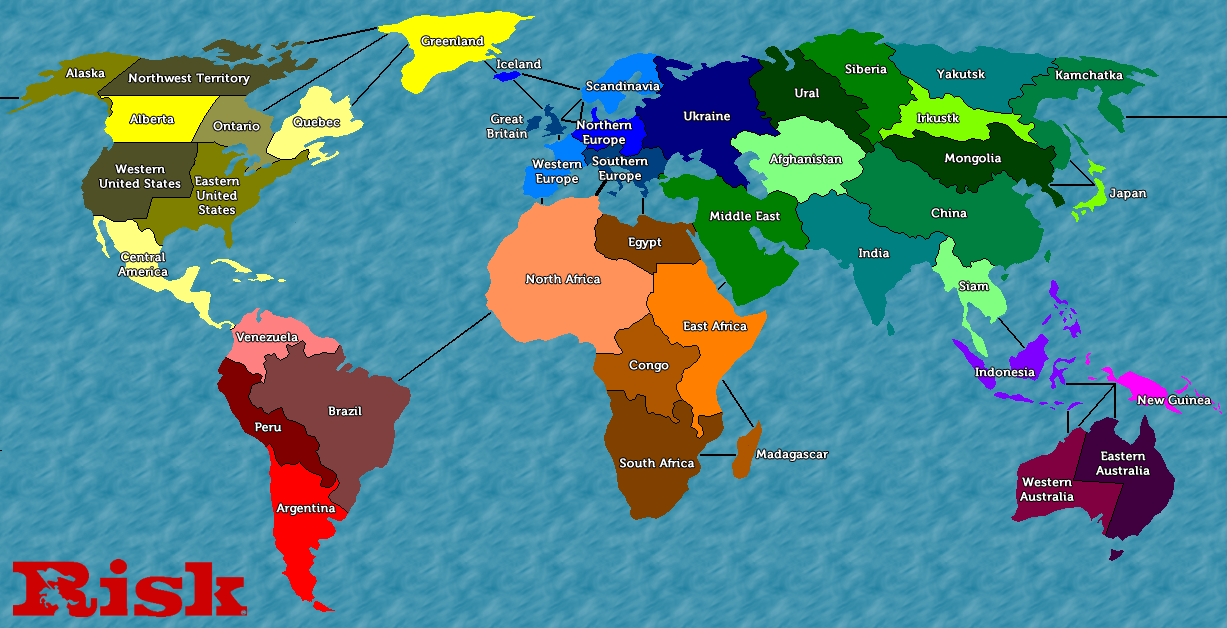 Greenland
Iceland
Alaska
Northwest Territory
Siberia
Yakutsk
Kamchatka
Scandinavia
Ural
Alberta
Ontario
Quebec
Great
Britain
Northern
Europe
Ukraine
Irkustk
Western
United States
Eastern
United
States
Western
Europe
Southern
Europe
Afghanistan
Mongolia
Japan
Middle East
China
Central
America
North Africa
Egypt
India
Siam
Venezuela
East Africa
Congo
Indonesia
New Guinea
Brazil
Peru
South Africa
Madagascar
Eastern
Australia
Western
Australia
Argentina
Risk